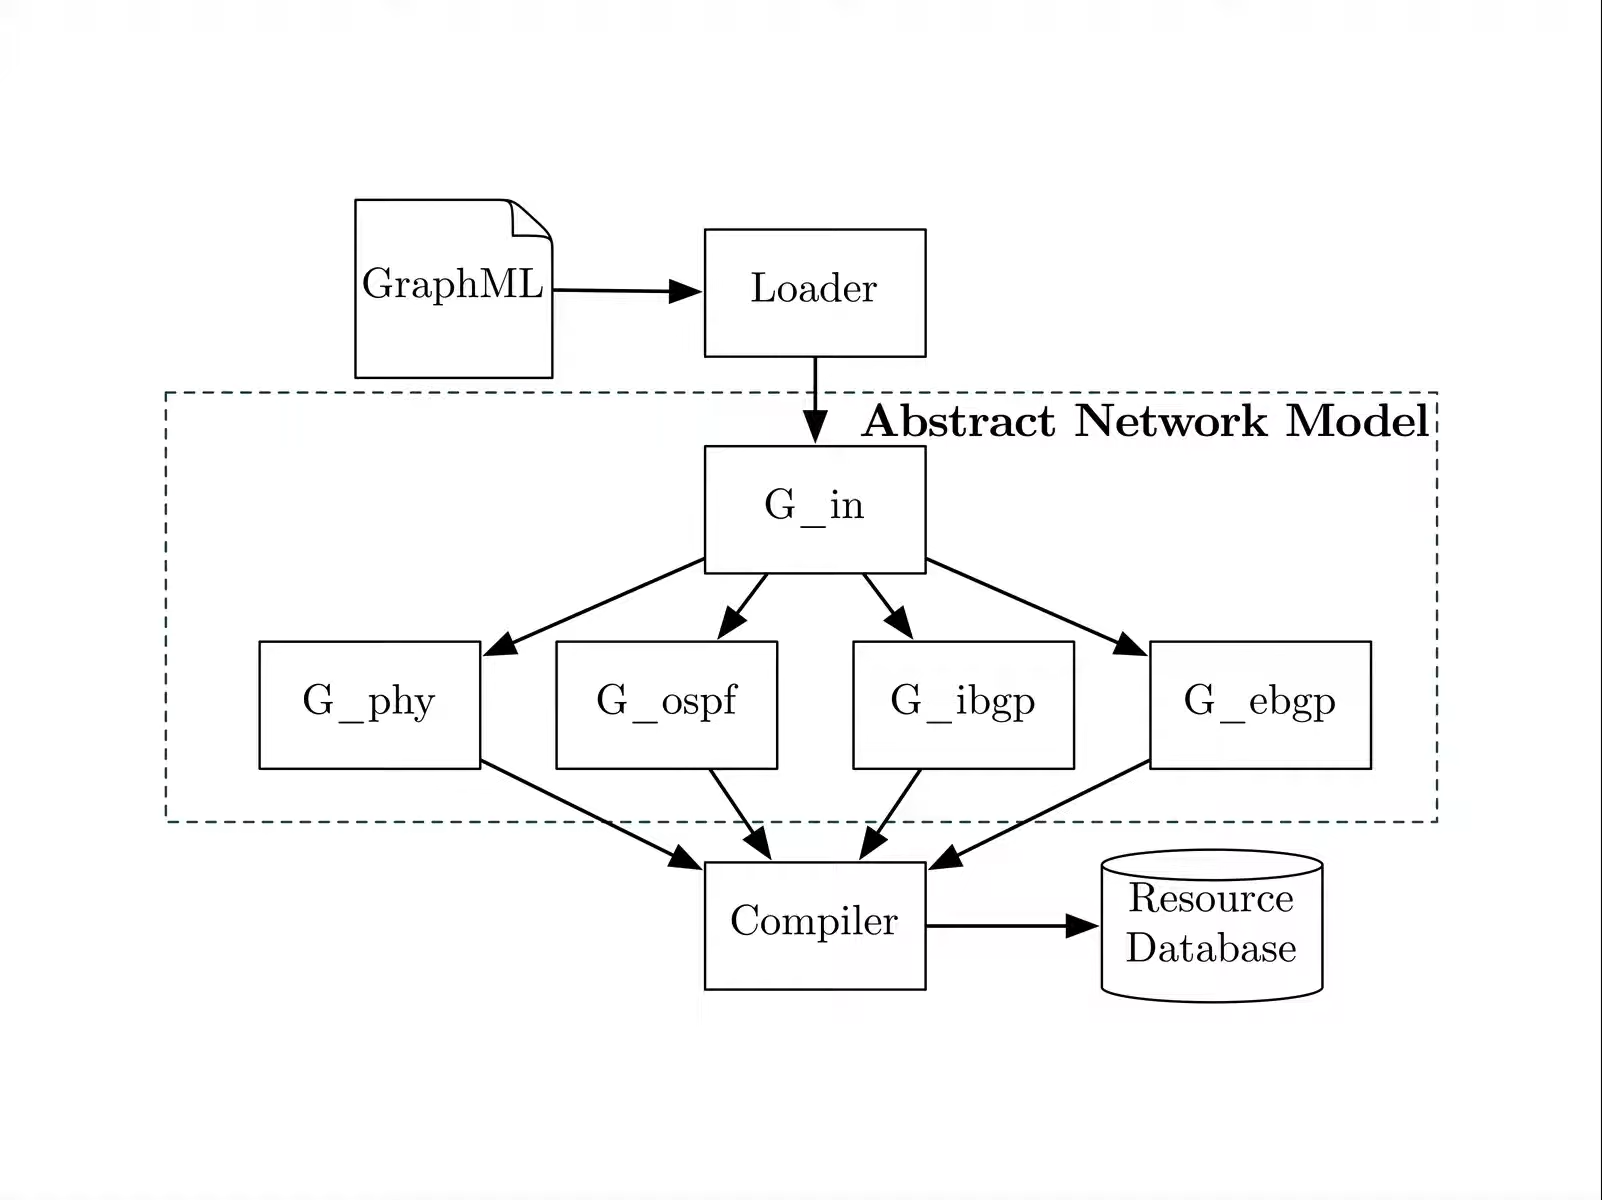 GraphML
Loader
Abstract Network Model
G_in
G_phy
G_ospf
G_ibgp
G_ebgp
Compiler
Resource
Database